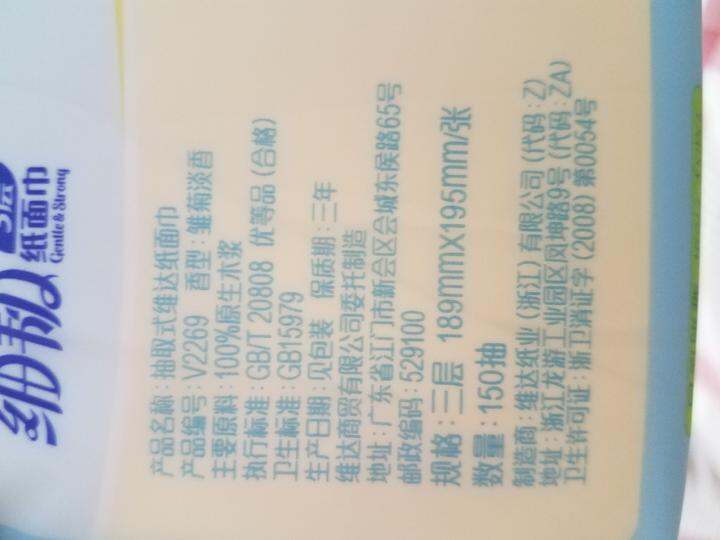 3层
纸面巾
Gentle & Strong
产品名称:抽取式维达纸面巾
产品编号:V2269 香型:雏菊淡香
主要原料:100%原生木浆
执行标准:GB/T 20808 优等品(合格)
卫生标准:GB15979
生产日期:见包装 保质期:三年
维达商贸有限公司委托制造
地址:广东省江门市新会区会城东侯路65号
邮政编码:529100
规格:三层 189mmX195mm/张
数量:150抽
制造商:维达纸业(浙江)有限公司(代码:Z)
地址:浙江龙游工业园区凤坤路9号(代码:ZA)
卫生许可证:浙卫消证字(2008)第0054号